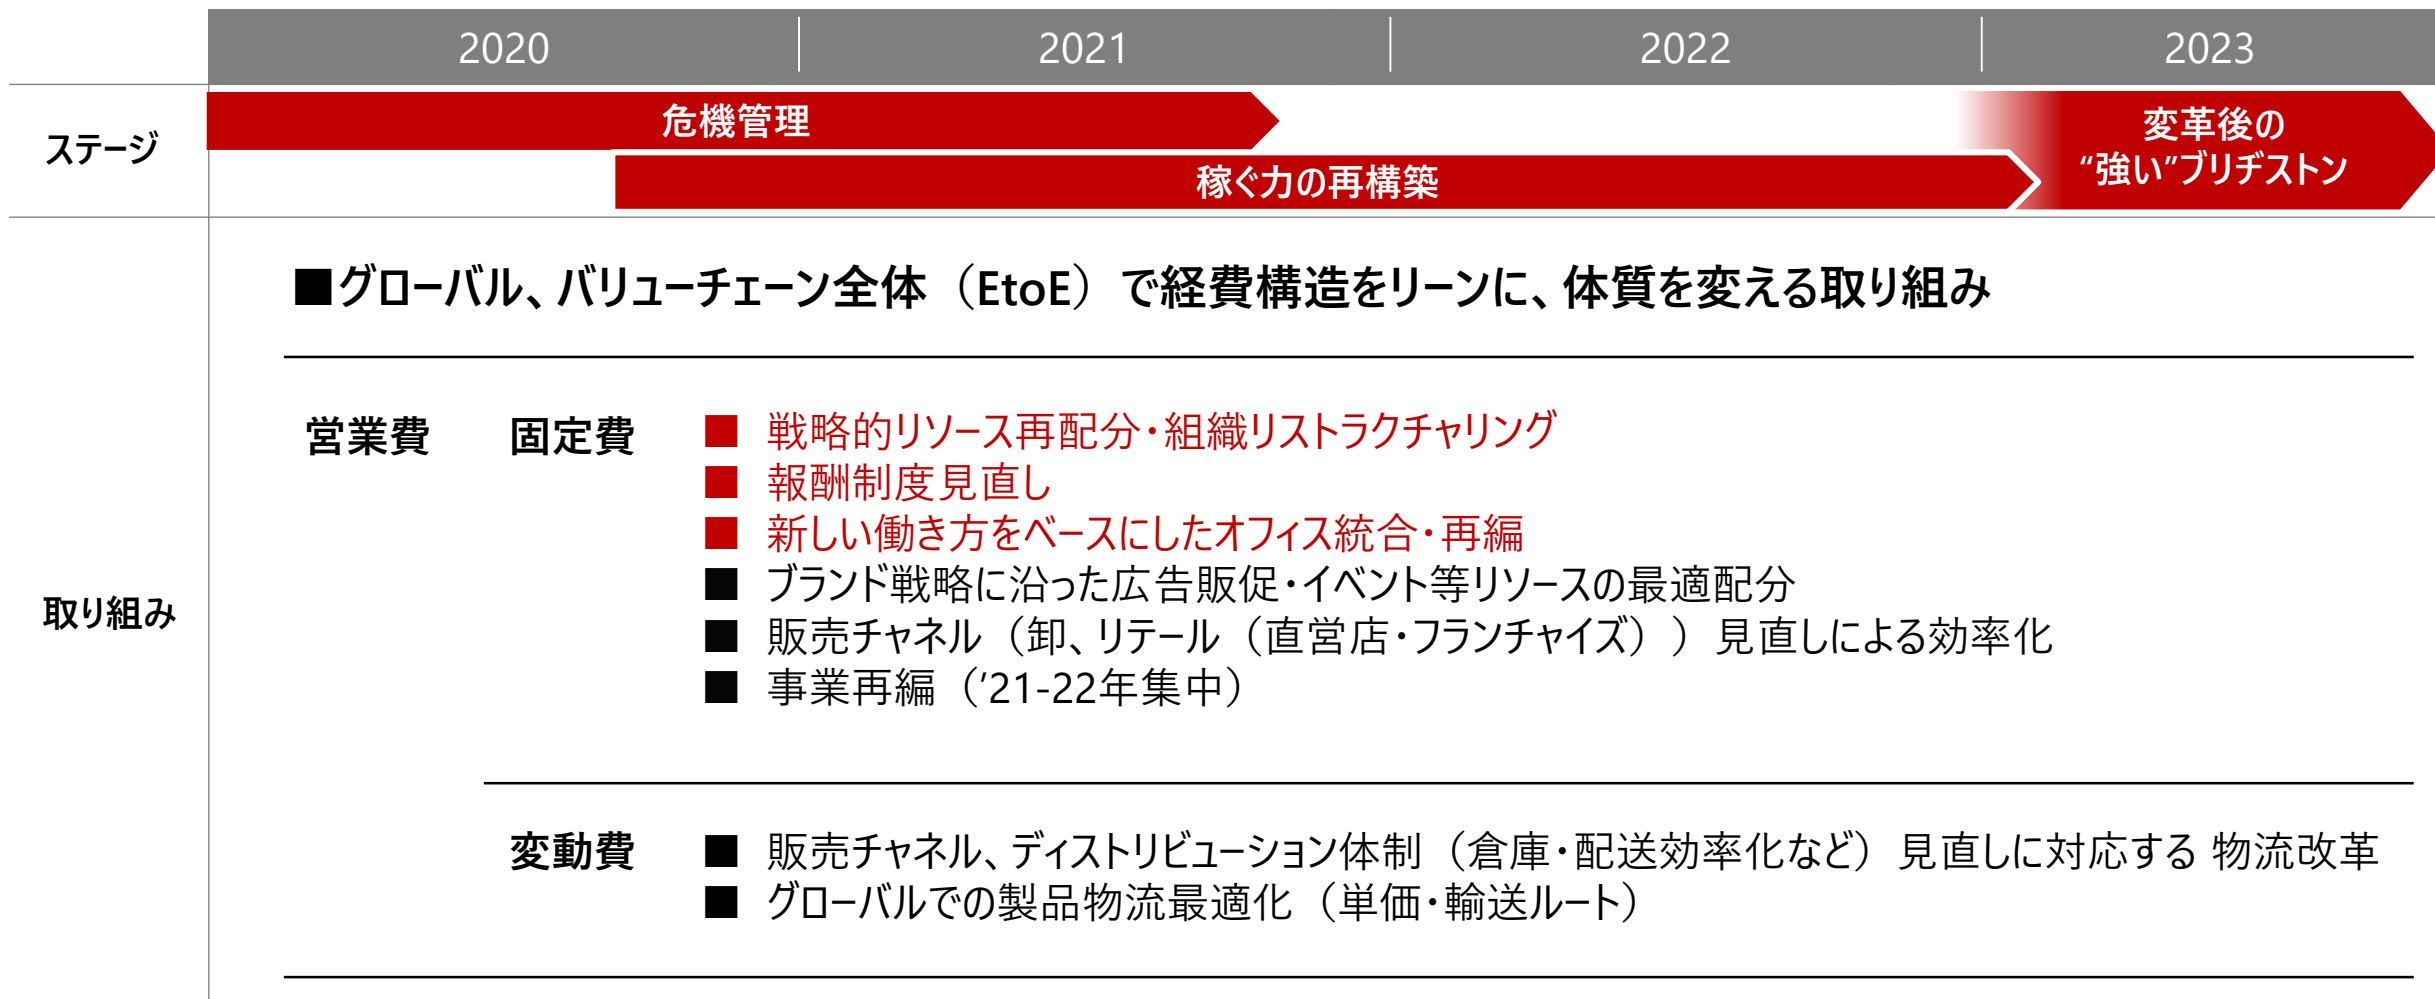 2020 2021 2022 2023
ステージ
危機管理
稼ぐ力の再構築
変革後の
“強い”ブリヂストン
取り組み
■グローバル、バリューチェーン全体（EtoE）で経費構造をリーンに、体質を変える取り組み
営業費
固定費
■ 戦略的リソース再配分・組織リストラクチャリング
■ 報酬制度見直し
■ 新しい働き方をベースにしたオフィス統合・再編
■ ブランド戦略に沿った広告販促・イベント等リソースの最適配分
■ 販売チャネル（卸、リテール（直営店・フランチャイズ））見直しによる効率化
■ 事業再編（’21-22年集中）
変動費
■ 販売チャネル、ディストリビューション体制（倉庫・配送効率化など）見直しに対応する 物流改革
■ グローバルでの製品物流最適化（単価・輸送ルート）